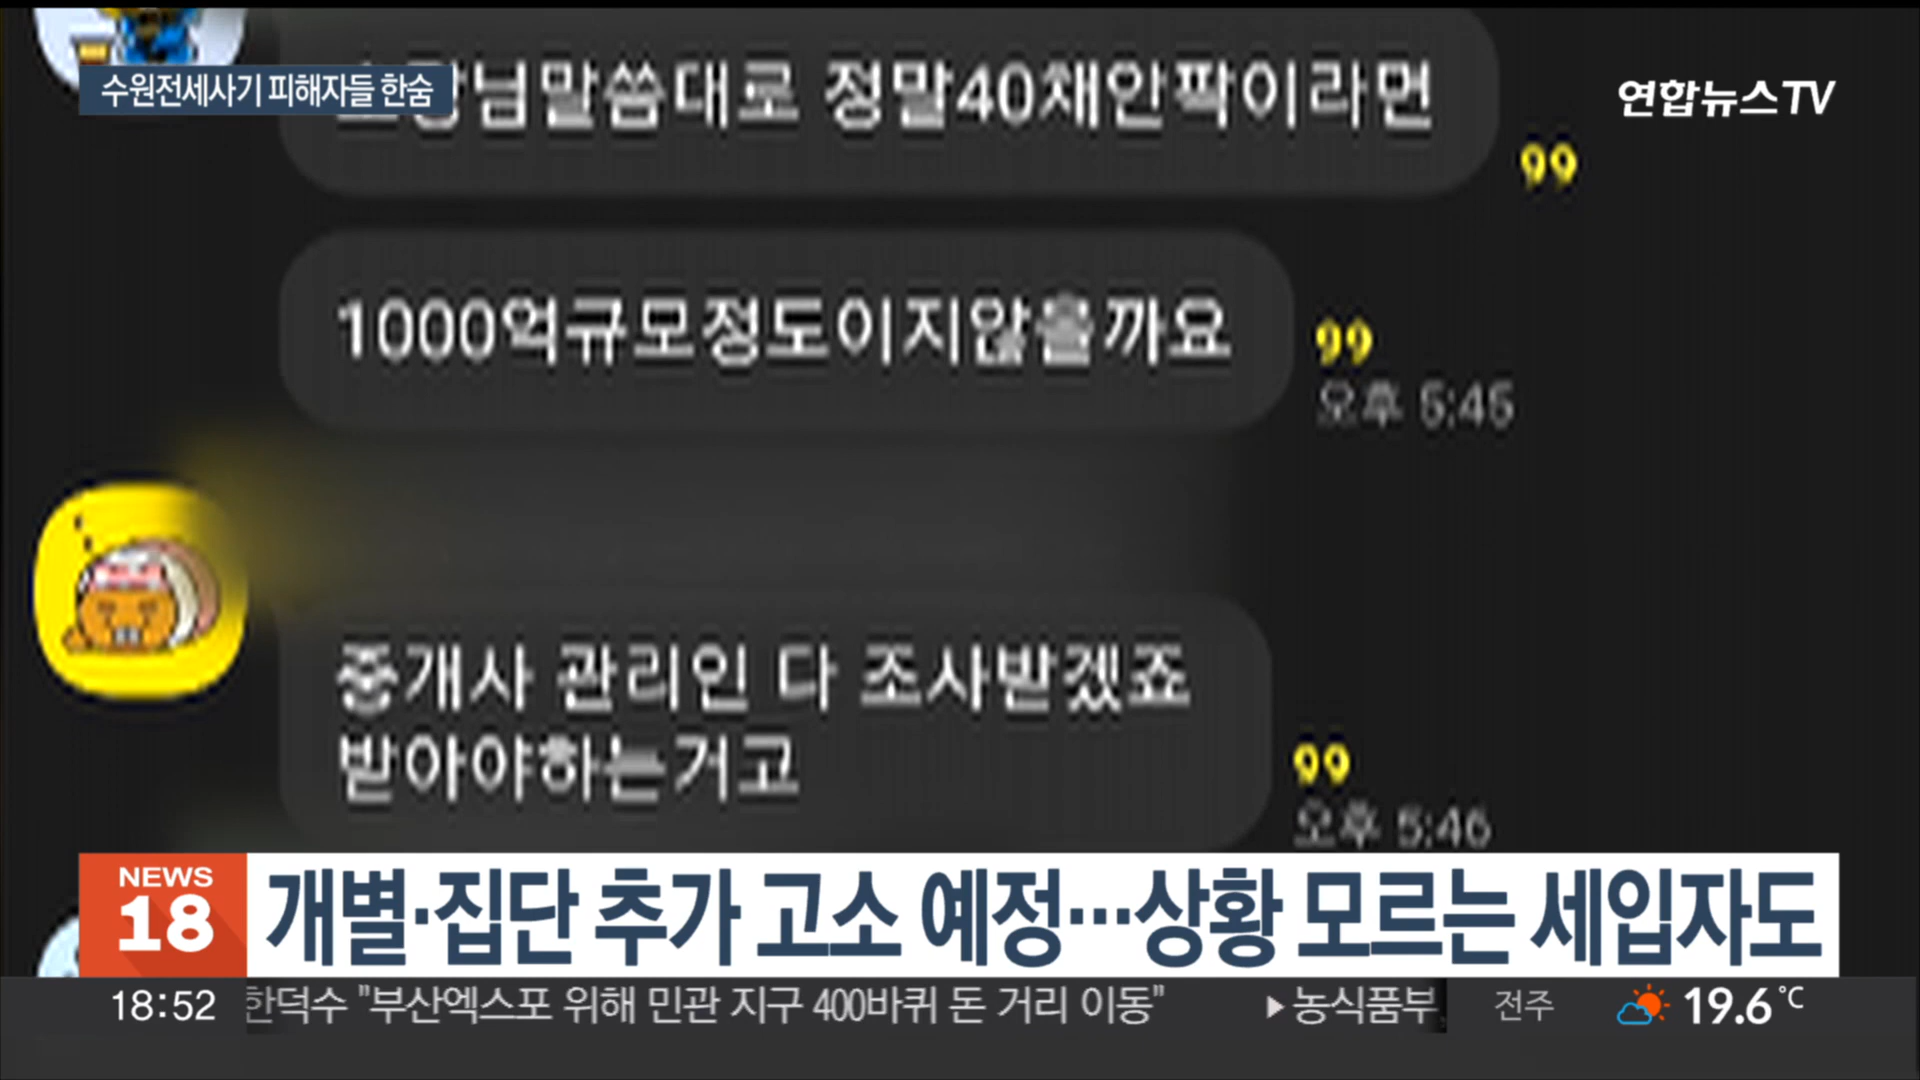 수원전세사기 피해자들 한숨
님말씀대로 정말40채안팍이라면
연합뉴스TV
1000억규모정도이지않을까요
오후 5:45
중개사 관리인 다 조사받겠죠
받아야하는거고
오후 5:46
NEWS
18
개별·집단 추가 고소 예정…상황 모르는 세입자도
18:52 한덕수 "부산엑스포 위해 민관 지구 400바퀴 돈 거리 이동" ▶농식품부 전주 19.6℃